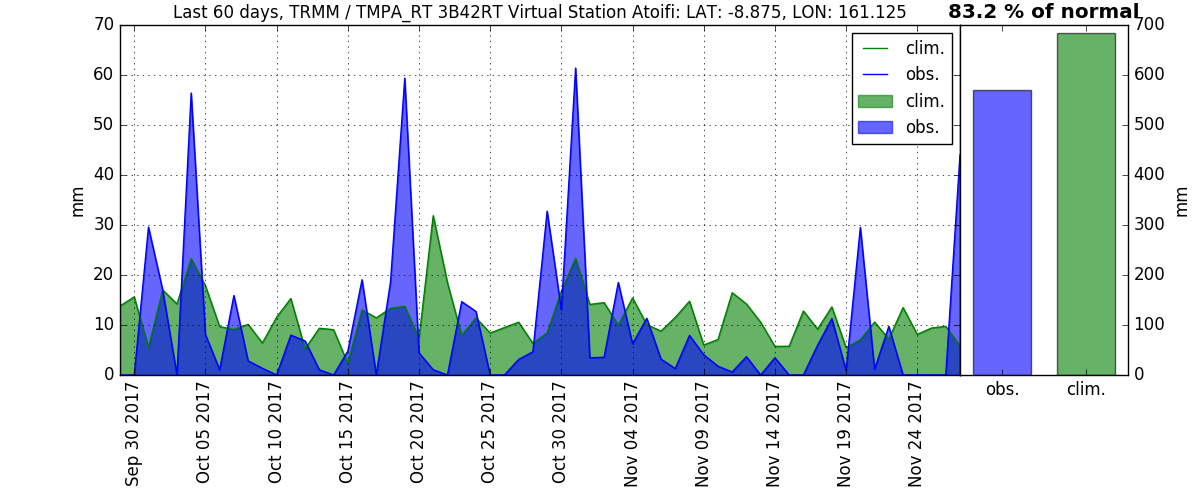 Last 60 days, TRMM / TMPA_RT 3B42RT Virtual Station Atoifi: LAT: -8.875, LON: 161.125
83.2 % of normal
70
60
50
40
30
20
10
0
mm
clim.
obs.
clim.
obs.
700
600
500
400
300
200
100
0
mm
obs.
clim.
Sep 30 2017
Oct 05 2017
Oct 10 2017
Oct 15 2017
Oct 20 2017
Oct 25 2017
Oct 30 2017
Nov 04 2017
Nov 09 2017
Nov 14 2017
Nov 19 2017
Nov 24 2017